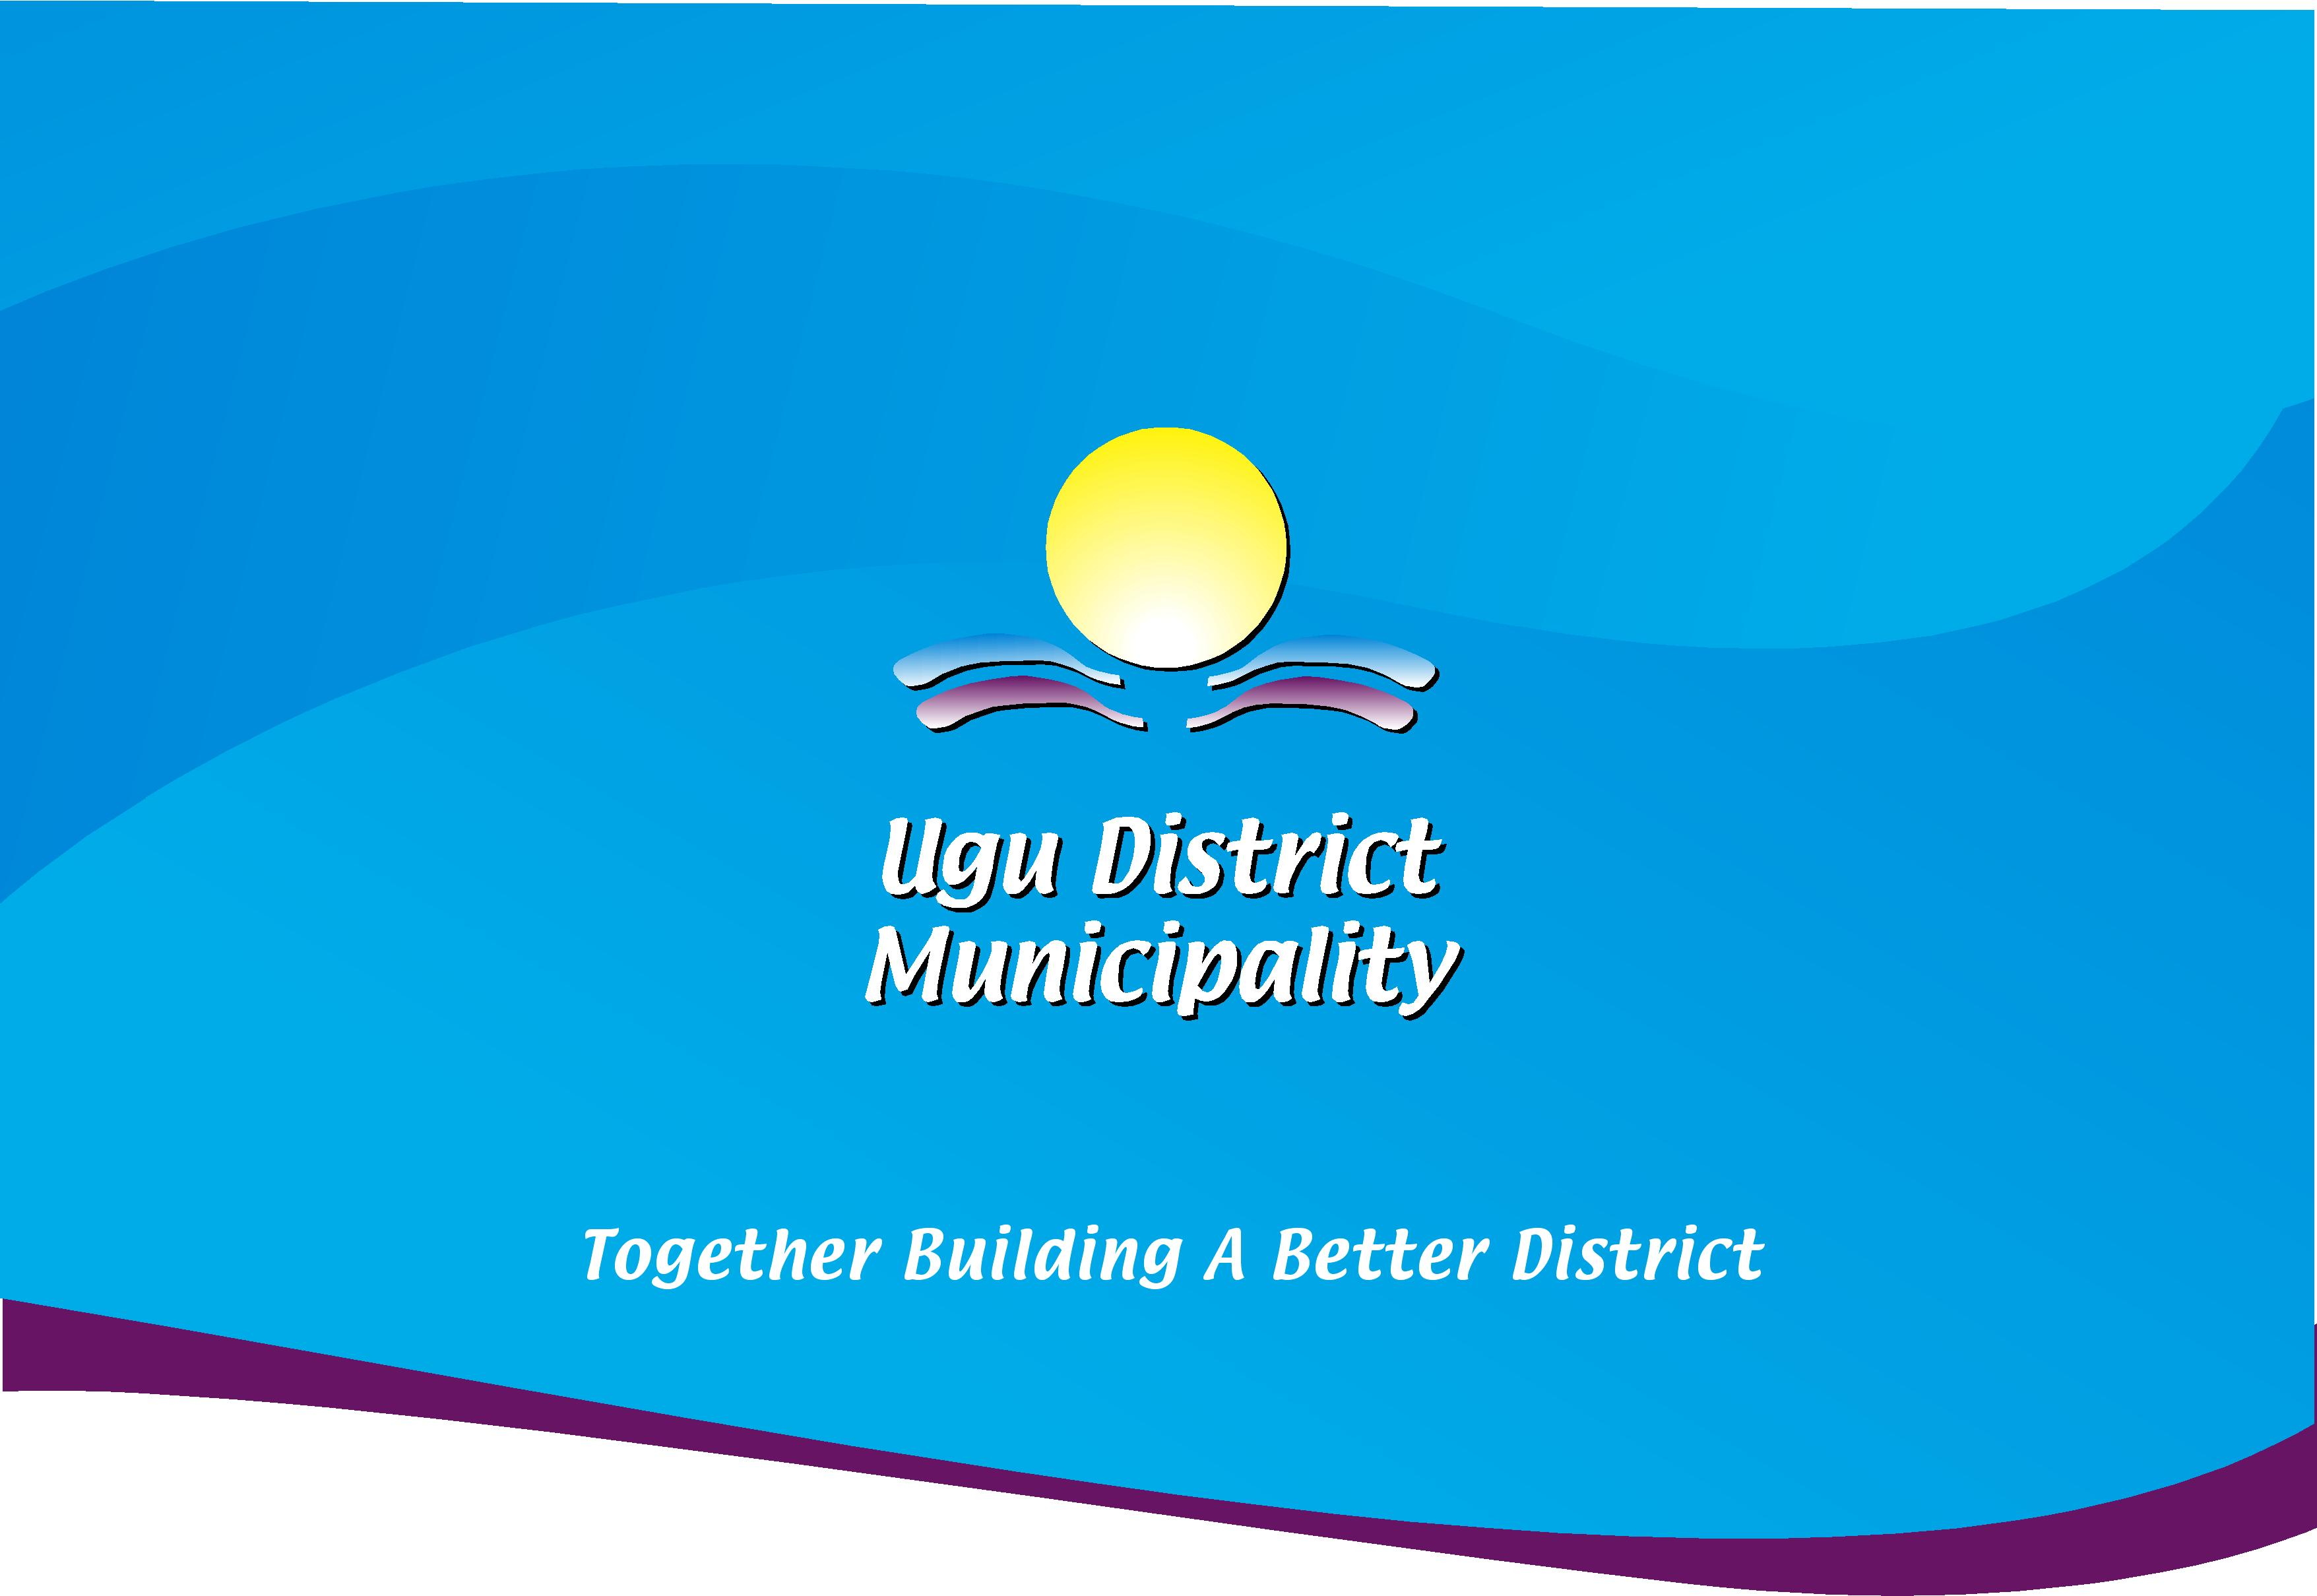 Ugu District
Municipality
Together Building A Better District